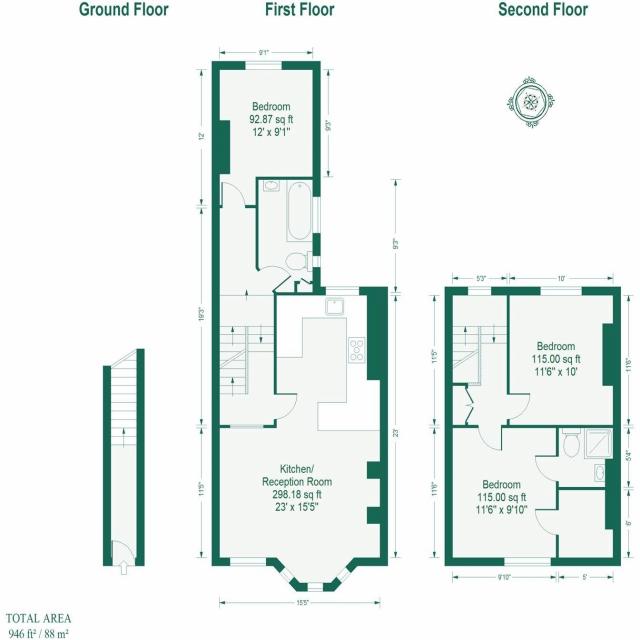 Ground Floor
First Floor
Second Floor
9'1"
Bedroom
92.87 sq ft
12' x 9'1"
12'
9'3"
9'3"
19'3"
5'3"
10'
Bedroom
115.00 sq ft
11'6" x 10'
11'5"
11'6"
23'
Kitchen/
Reception Room
298.18 sq ft
23' x 15'5"
11'5"
Bedroom
115.00 sq ft
11'6" x 9'10"
11'6"
5'4"
6'
15'5"
9'10"
5'
TOTAL AREA
946 ft² / 88 m²